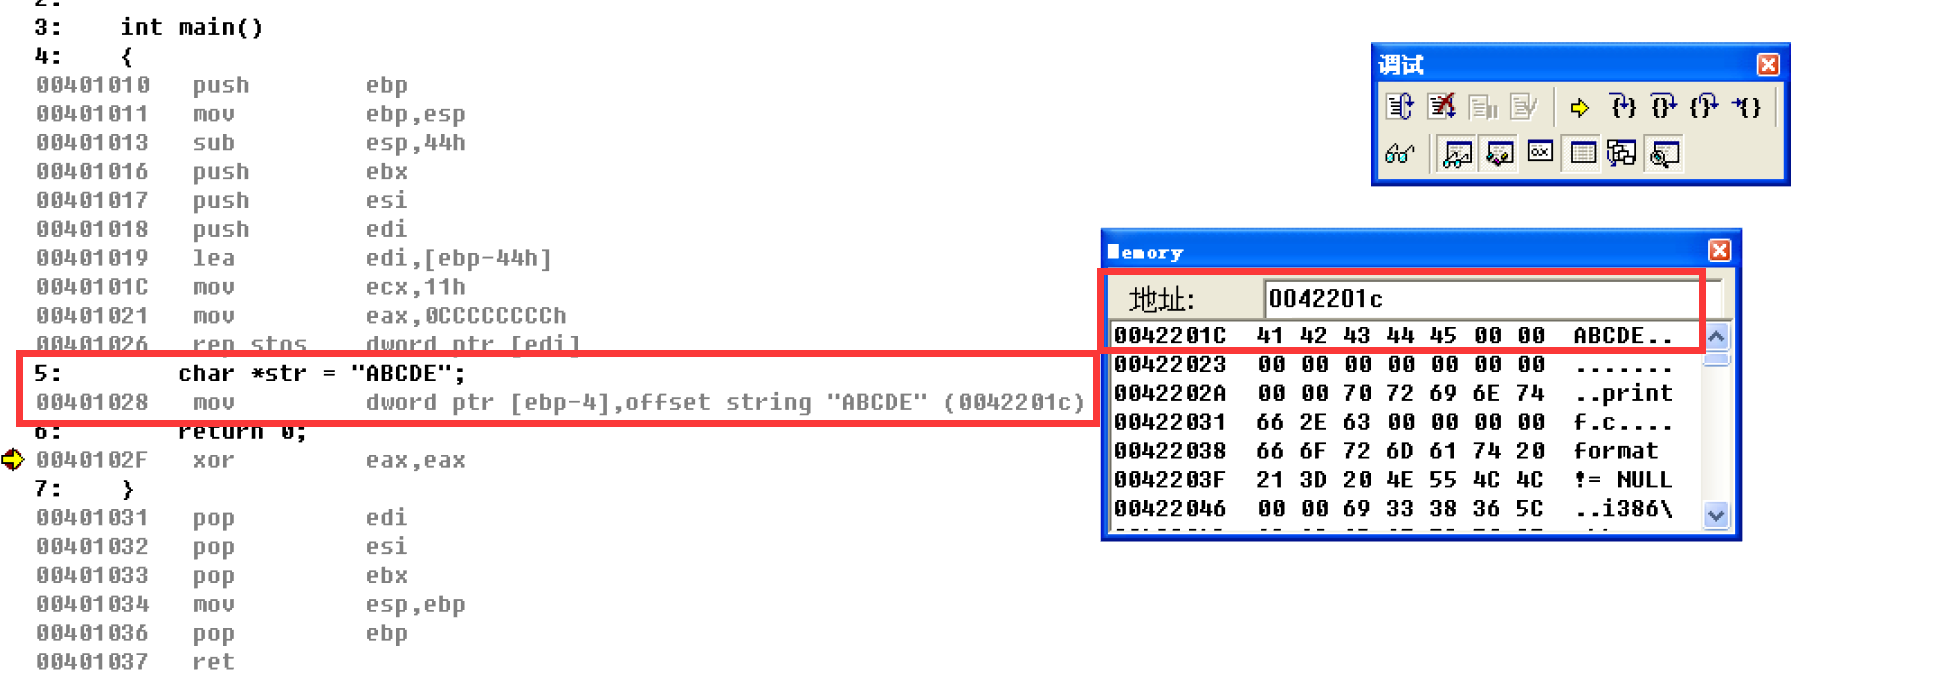 2:
3:    int main()
4:    {
00401010   push        ebp
00401011   mov         ebp,esp
00401013   sub         esp,44h
00401016   push        ebx
00401017   push        esi
00401018   push        edi
00401019   lea         edi,[ebp-44h]
0040101C   mov         ecx,11h
00401021   mov         eax,0CCCCCCCCh
00401026   rep stos    dword ptr [edi]
5:        char *str = "ABCDE";
00401028   mov         dword ptr [ebp-4],offset string "ABCDE" (0042201c)
6:        return 0;
0040102F   xor         eax,eax
7:    }
00401031   pop         edi
00401032   pop         esi
00401033   pop         ebx
00401034   mov         esp,ebp
00401036   pop         ebp
00401037   ret
调试
Memory
地址: 0042201c
0042201C  41 42 43 44 45 00 00  ABCDE..
00422023  00 00 00 00 00 00 00  .......
0042202A  00 00 70 72 69 6E 74  ..print
00422031  66 2E 63 00 00 00 00  f.c....
00422038  66 6F 72 6D 61 74 20  format
0042203F  21 3D 20 4E 55 4C 4C  != NULL
00422046  00 00 69 33 38 36 5C  ..i386\